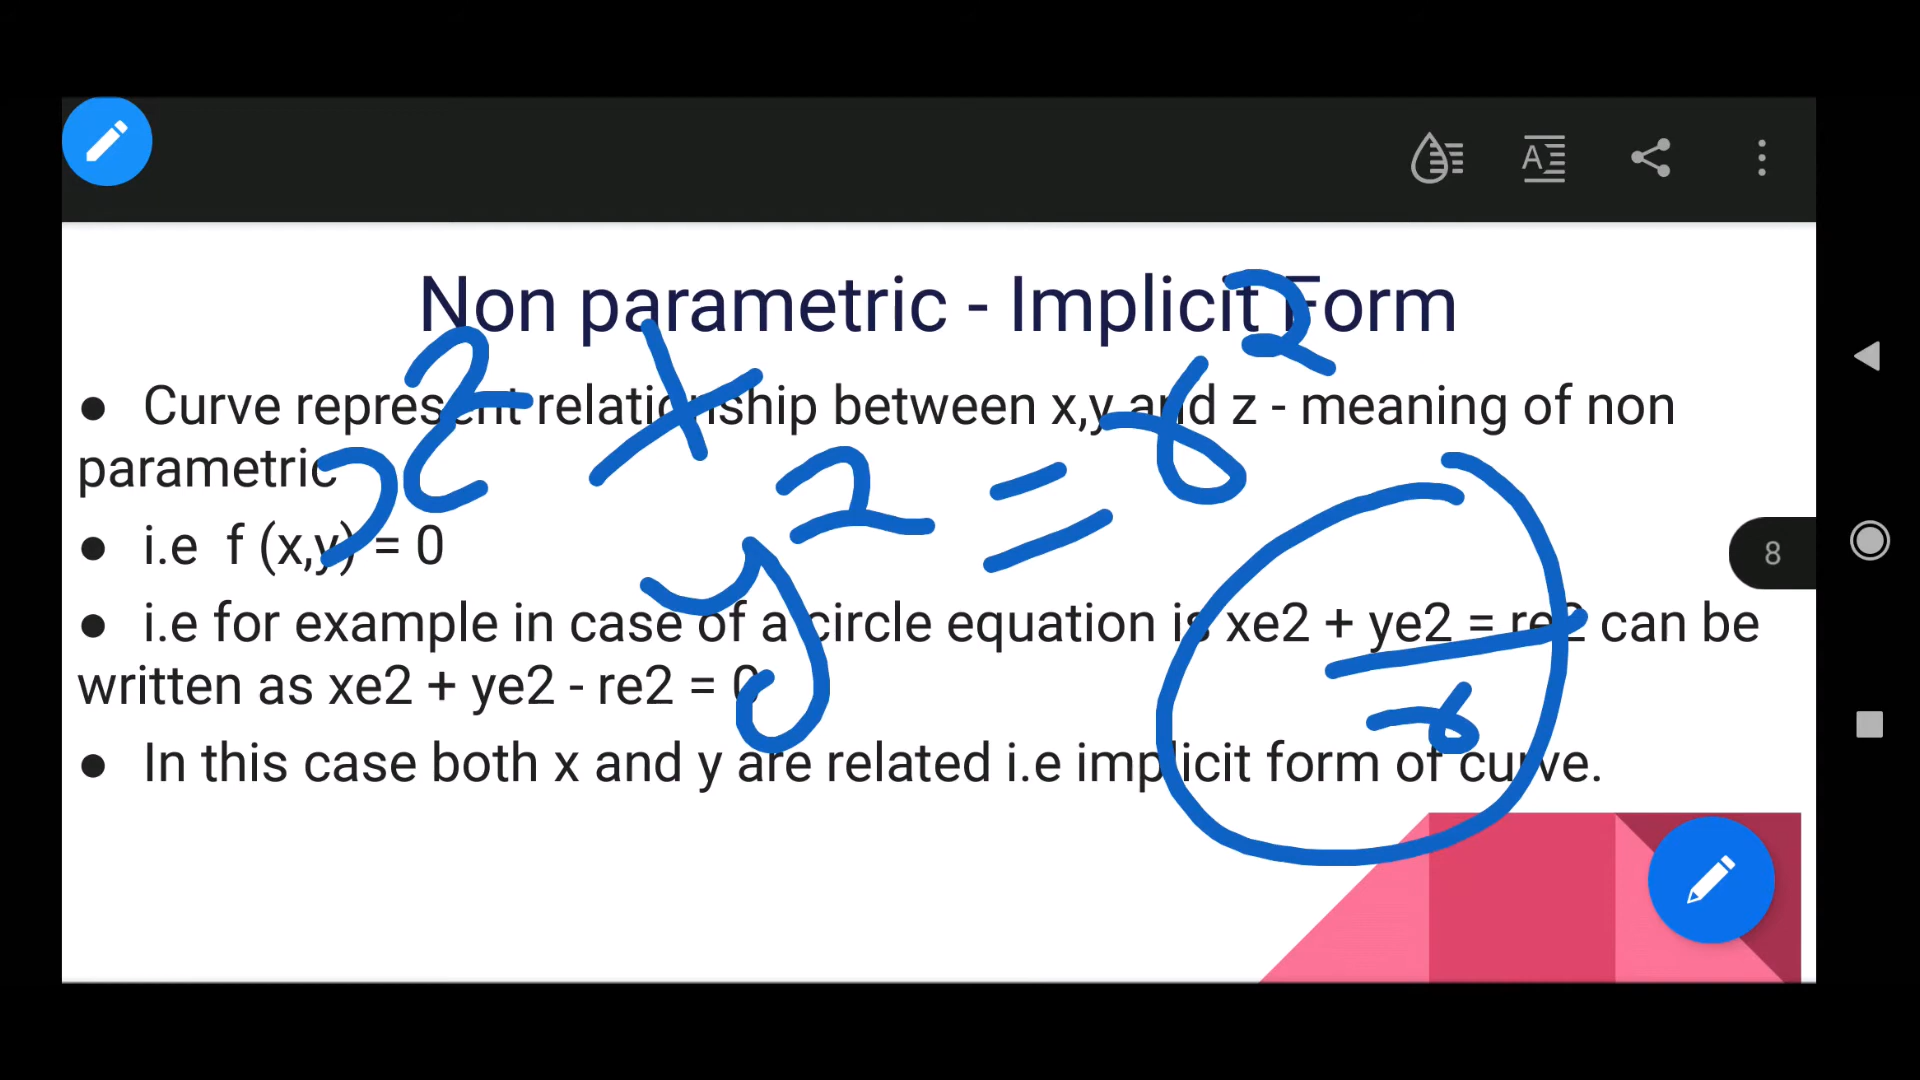 Non parametric - Implicit Form
● Curve represent relationship between x,y and z - meaning of non
parametric
● i.e f (x,y) = 0
● i.e for example in case of a circle equation is xe2 + ye2 = re2 can be
written as xe2 + ye2 - re2 = 0
● In this case both x and y are related i.e implicit form of curve.
x² + y² = r²
r
8